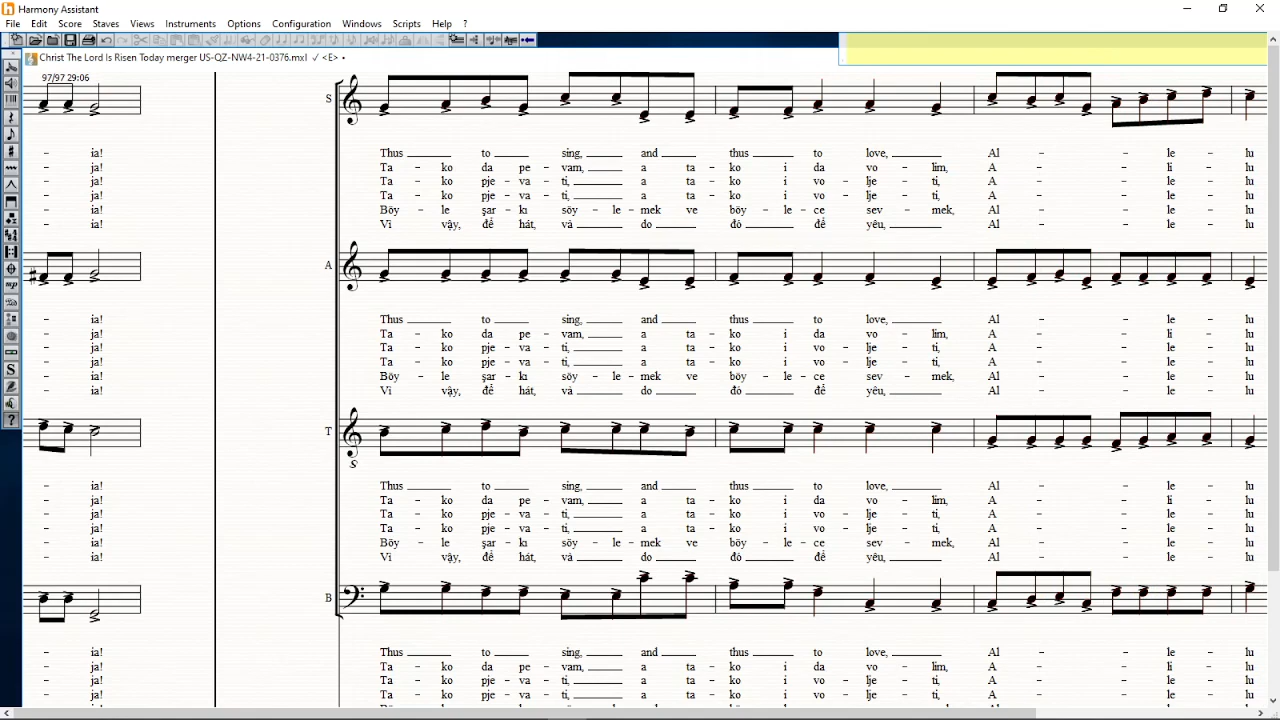 Harmony Assistant
File Edit Score Staves Views Instruments Options Configuration Windows Scripts Help ?
Christ The Lord Is Risen Today merger US-QZ-NW4-21-0376.mxl ✓ <E> •
97/97 29:06
S
- ia! Thus to sing, and thus to love, Al - - le - lu
- ja! Ta - ko da pe - vam, a ta - ko i da vo - lim, A - - li - lu
- ja! Ta - ko pje - va - ti, a ta - ko i vo - lje - ti, A - - le - lu
- ja! Ta - ko pje - va - ti, a ta - ko i vo - lje - ti, A - - le - lu
- ia! Böy - le şar - kı söy - le - mek ve böy - le - ce sev - mek, Al - - le - lu
- ia! Vì vậy, để hát, và do đó để yêu, Al - - le - lu
A
- ia! Thus to sing, and thus to love, Al - - le - lu
- ja! Ta - ko da pe - vam, a ta - ko i da vo - lim, A - - li - lu
- ja! Ta - ko pje - va - ti, a ta - ko i vo - lje - ti, A - - le - lu
- ja! Ta - ko pje - va - ti, a ta - ko i vo - lje - ti, A - - le - lu
- ia! Böy - le şar - kı söy - le - mek ve böy - le - ce sev - mek, Al - - le - lu
- ia! Vì vậy, để hát, và do đó để yêu, Al - - le - lu
T
8
- ia! Thus to sing, and thus to love, Al - - le - lu
- ja! Ta - ko da pe - vam, a ta - ko i da vo - lim, A - - li - lu
- ja! Ta - ko pje - va - ti, a ta - ko i vo - lje - ti, A - - le - lu
- ja! Ta - ko pje - va - ti, a ta - ko i vo - lje - ti, A - - le - lu
- ia! Böy - le şar - kı söy - le - mek ve böy - le - ce sev - mek, Al - - le - lu
- ia! Vì vậy, để hát, và do đó để yêu, Al - - le - lu
B
- ia! Thus to sing, and thus to love, Al - - le - lu
- ja! Ta - ko da pe - vam, a ta - ko i da vo - lim, A - - li - lu
- ja! Ta - ko pje - va - ti, a ta - ko i vo - lje - ti, A - - le - lu
- ja! Ta - ko pje - va - ti, a ta - ko i vo - lje - ti, A - - le - lu